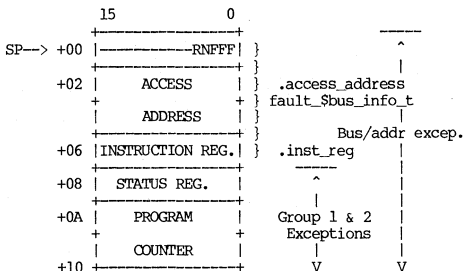 15 0
SP--> +00 |-----------RNFFF| }
+02 | ACCESS } .access_address
fault_$bus_info_t
| ADDRESS | }
Bus/addr excep.
+06 |INSTRUCTION REG.| } .inst_reg
+08 | STATUS REG. |
+0A | PROGRAM | Group 1 & 2
Exceptions
| COUNTER |
+10